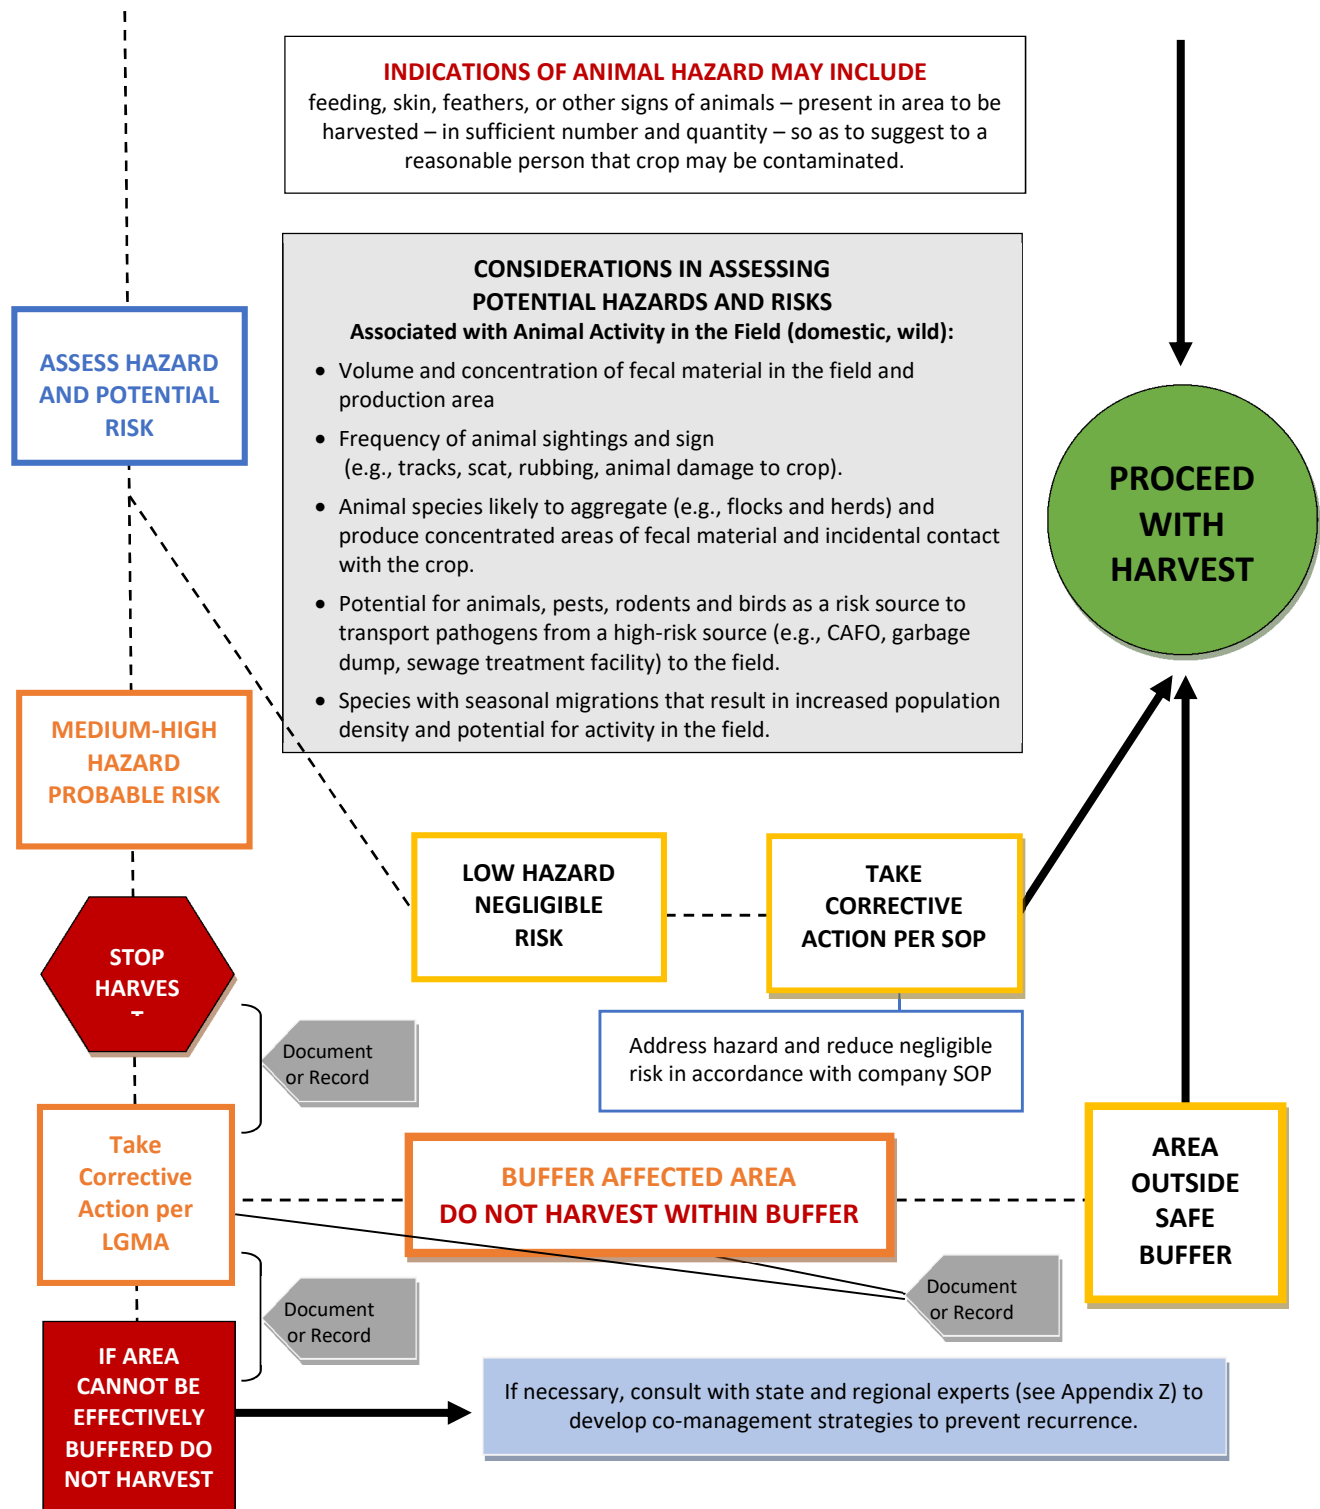 INDICATIONS OF ANIMAL HAZARD MAY INCLUDE
feeding, skin, feathers, or other signs of animals – present in area to be
harvested – in sufficient number and quantity – so as to suggest to a
reasonable person that crop may be contaminated.
CONSIDERATIONS IN ASSESSING
POTENTIAL HAZARDS AND RISKS
Associated with Animal Activity in the Field (domestic, wild):
• Volume and concentration of fecal material in the field and
production area
• Frequency of animal sightings and sign
(e.g., tracks, scat, rubbing, animal damage to crop).
• Animal species likely to aggregate (e.g., flocks and herds) and
produce concentrated areas of fecal material and incidental contact
with the crop.
• Potential for animals, pests, rodents and birds as a risk source to
transport pathogens from a high-risk source (e.g., CAFO, garbage
dump, sewage treatment facility) to the field.
• Species with seasonal migrations that result in increased population
density and potential for activity in the field.
ASSESS HAZARD
AND POTENTIAL
RISK
PROCEED
WITH
HARVEST
MEDIUM-HIGH
HAZARD
PROBABLE RISK
LOW HAZARD
NEGLIGIBLE
RISK
TAKE
CORRECTIVE
ACTION PER SOP
STOP
HARVES
T
Document
or Record
Address hazard and reduce negligible
risk in accordance with company SOP
Take
Corrective
Action per
LGMA
BUFFER AFFECTED AREA
DO NOT HARVEST WITHIN BUFFER
AREA
OUTSIDE
SAFE
BUFFER
Document
or Record
Document
or Record
IF AREA
CANNOT BE
EFFECTIVELY
BUFFERED DO
NOT HARVEST
If necessary, consult with state and regional experts (see Appendix Z) to
develop co-management strategies to prevent recurrence.